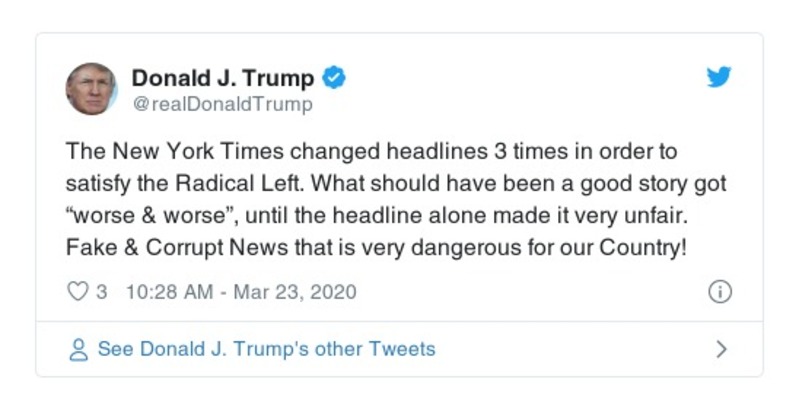 Donald J. Trump
@realDonaldTrump
The New York Times changed headlines 3 times in order to
satisfy the Radical Left. What should have been a good story got
“worse & worse”, until the headline alone made it very unfair.
Fake & Corrupt News that is very dangerous for our Country!
3 10:28 AM - Mar 23, 2020
See Donald J. Trump's other Tweets